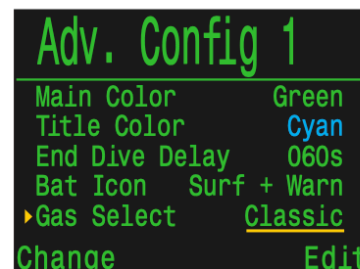 Adv. Config 1
Main Color Green
Title Color Cyan
End Dive Delay 060s
Bat Icon Surf + Warn
Gas Select Classic
Change Edit